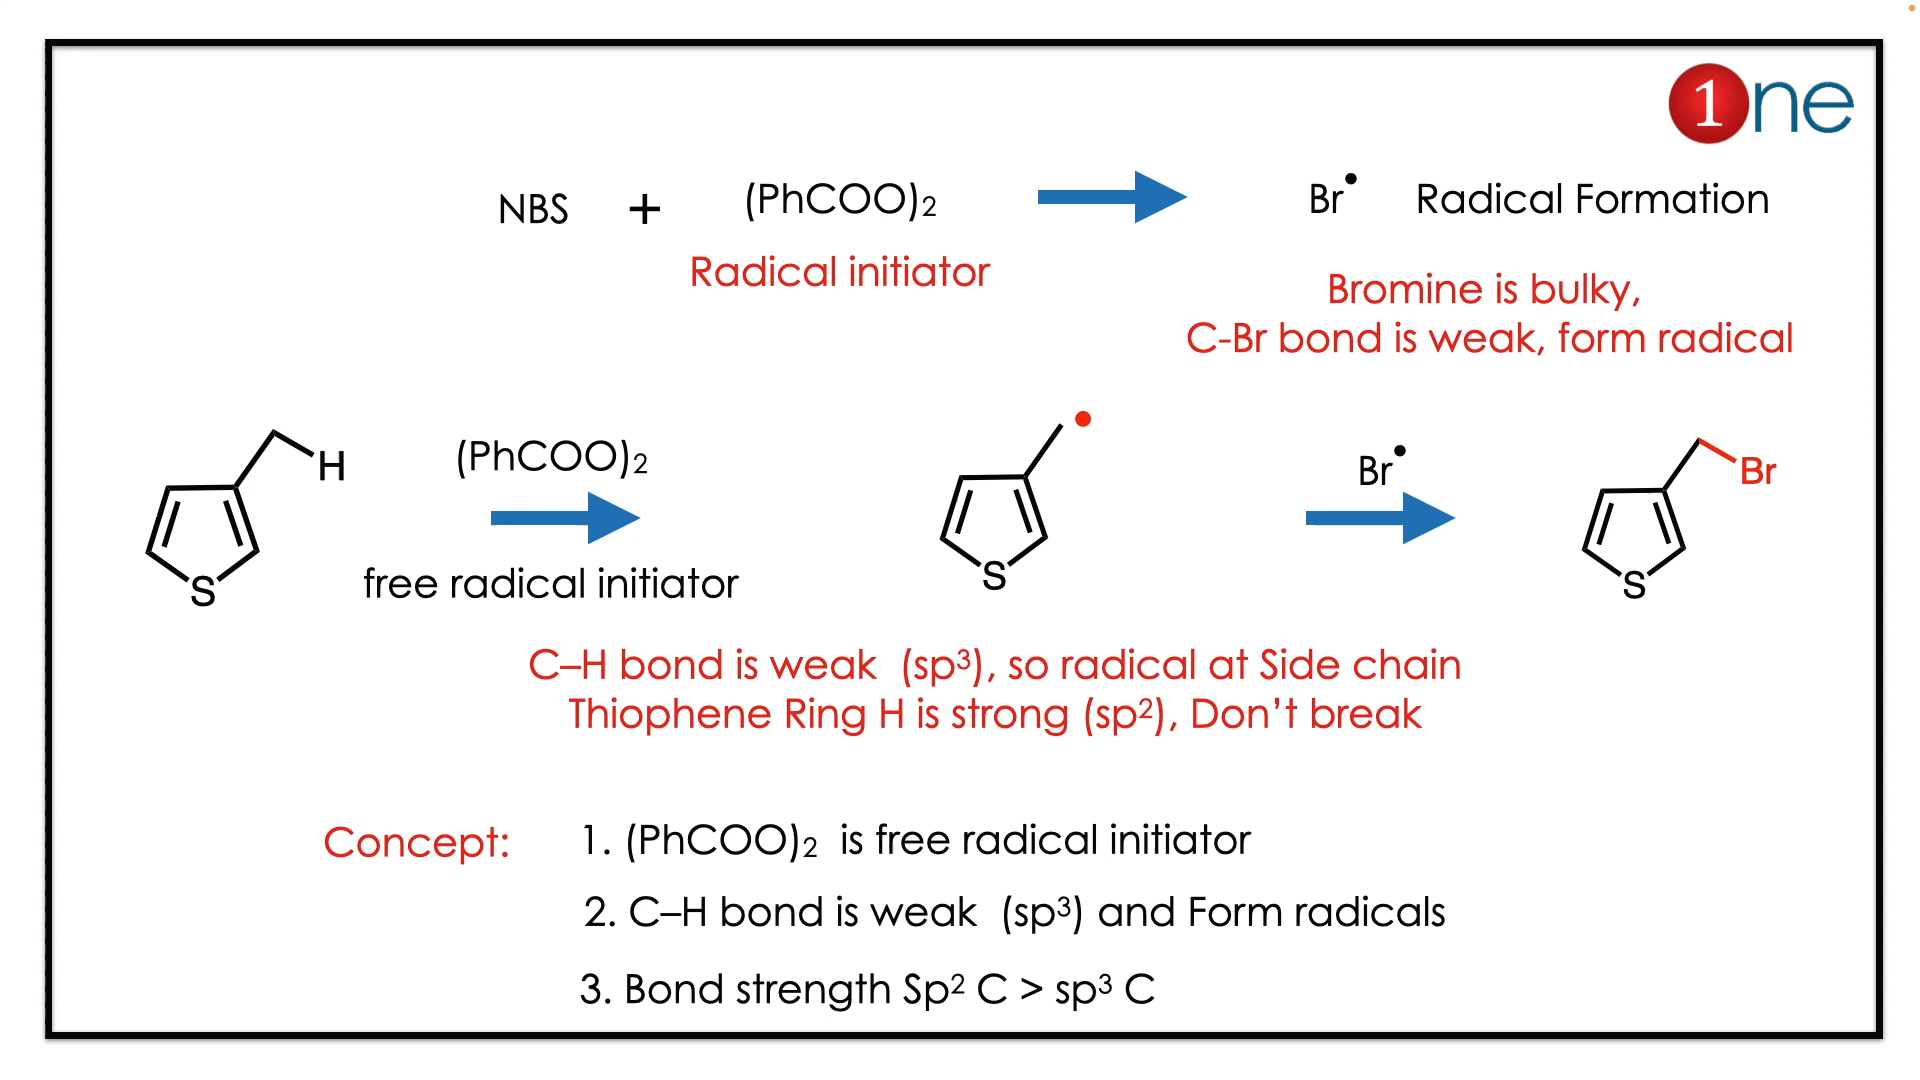 1ne
NBS + (PhCOO)₂ Br• Radical Formation
Radical initiator
Bromine is bulky,
C-Br bond is weak, form radical
H
(PhCOO)₂
S
free radical initiator
S
Br•
Br
S
C–H bond is weak (sp³), so radical at Side chain
Thiophene Ring H is strong (sp²), Don’t break
Concept: 1. (PhCOO)₂ is free radical initiator
2. C–H bond is weak (sp³) and Form radicals
3. Bond strength Sp² C > sp³ C